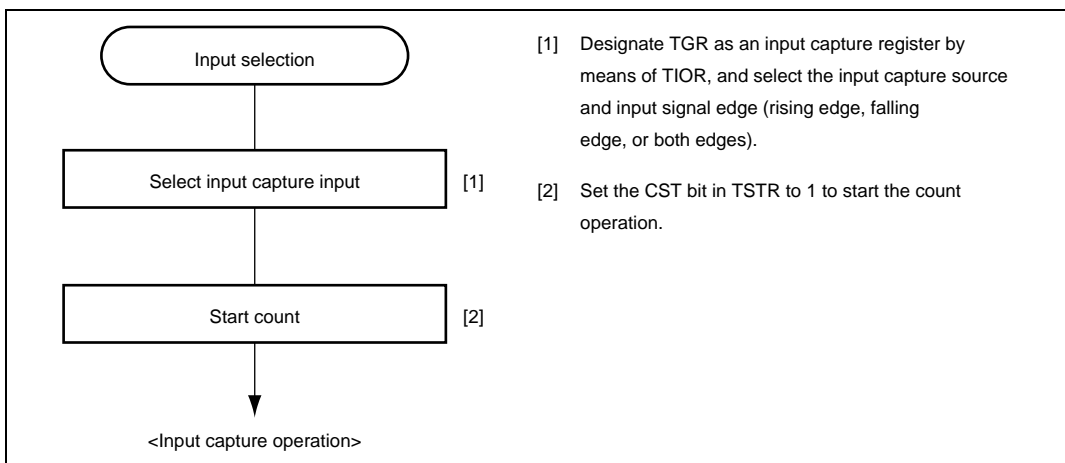 Input selection
Select input capture input
[1]
Start count
[2]
<Input capture operation>
[1] Designate TGR as an input capture register by
means of TIOR, and select the input capture source
and input signal edge (rising edge, falling
edge, or both edges).
[2] Set the CST bit in TSTR to 1 to start the count
operation.